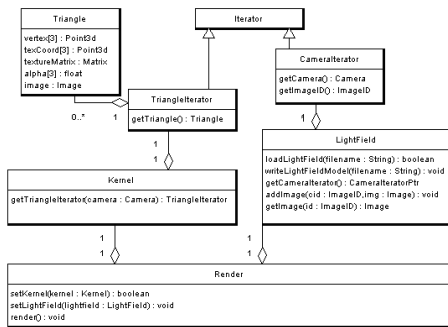 Triangle
vertex[3] : Point3d
texCoord[3] : Point3d
textureMatrix : Matrix
alpha[3] : float
image : Image
Iterator
CameraIterator
getCamera() : Camera
getImageID() : ImageID
0..*
1
TriangleIterator
getTriangle() : Triangle
1
1
1
1
LightField
loadLightField(filename : String) : boolean
writeLightFieldModel(filename : String) : void
getCameraIterator() : CameraIteratorPtr
addImage(oid : ImageID,img : Image) : void
getImage(id : ImageID) : Image
Kernel
getTriangleIterator(camera : Camera) : TriangleIterator
1
1
1
1
Render
setKernel(kernel : Kernel) : boolean
setLightField(lightfield : LightField) : void
render() : void